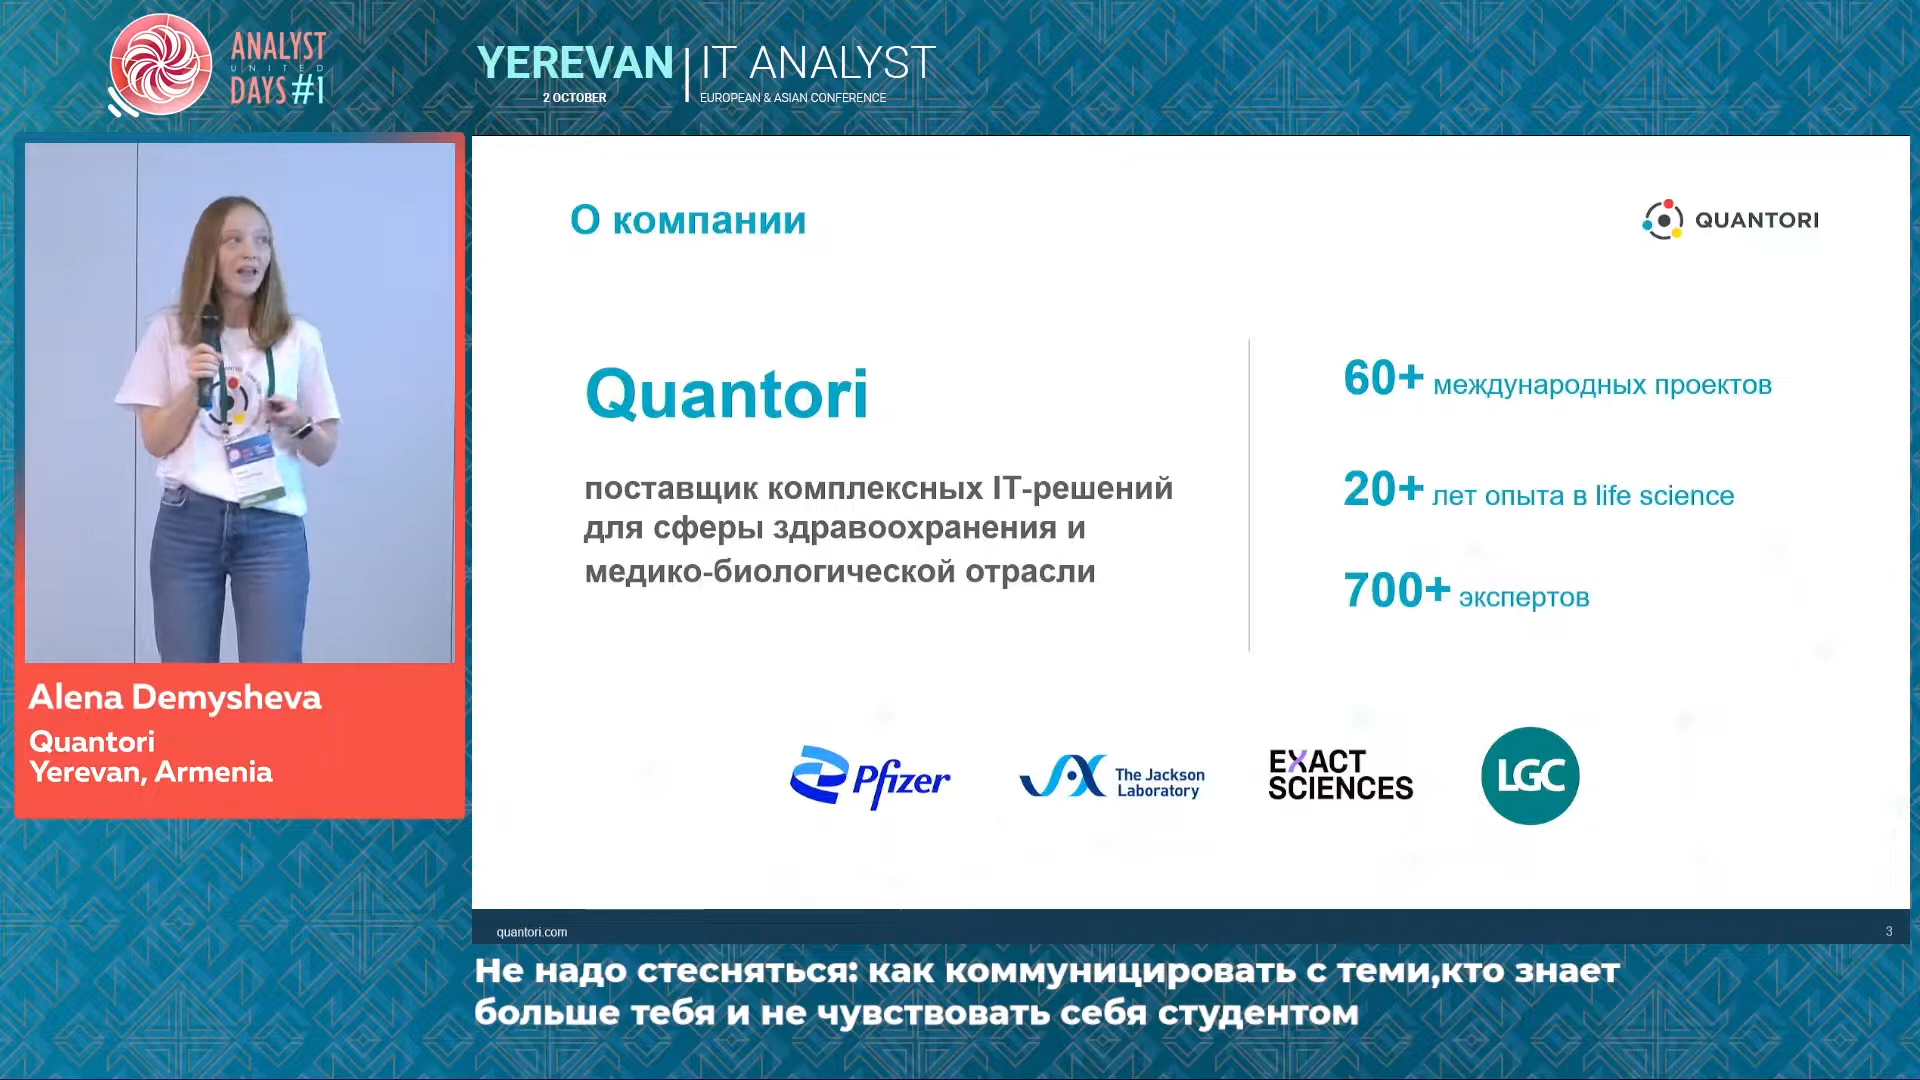 ANALYST
UNITED
DAYS #1
YEREVAN
2 OCTOBER
IT ANALYST
EUROPEAN & ASIAN CONFERENCE
Alena Demysheva
Quantori
Yerevan, Armenia
О компании
QUANTORI
Quantori
поставщик комплексных IT-решений
для сферы здравоохранения и
медико-биологической отрасли
60+ международных проектов
20+ лет опыта в life science
700+ экспертов
Pfizer
The Jackson
Laboratory
EXACT
SCIENCES
LGC
quantori.com
3
Не надо стесняться: как коммуницировать с теми,кто знает
больше тебя и не чувствовать себя студентом